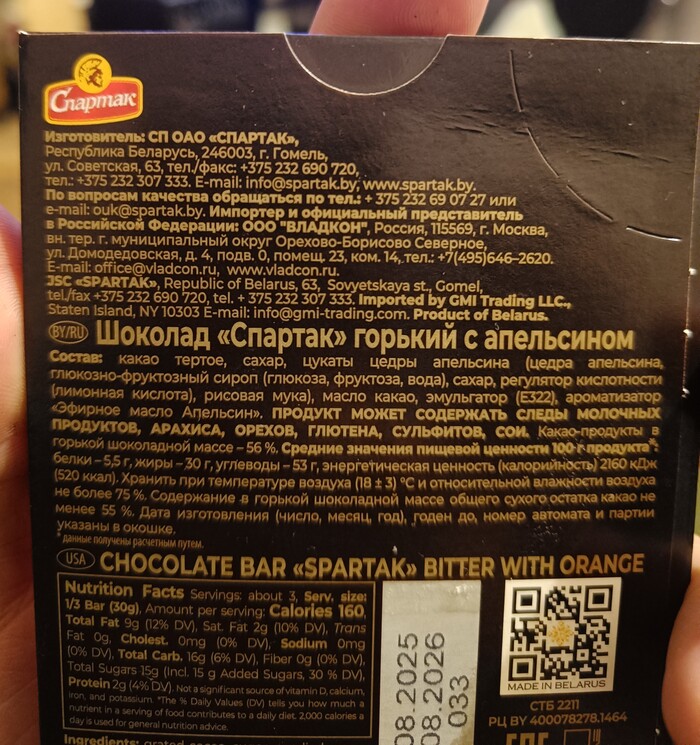 Спартак
Изготовитель: СП ОАО «СПАРТАК»,
Республика Беларусь, 246003, г. Гомель,
ул. Советская, 63, тел./факс: +375 232 690 720,
тел.: +375 232 307 333. E-mail: info@spartak.by, www.spartak.by.
По вопросам качества обращаться по тел.: + 375 232 69 07 27 или
e-mail: ouk@spartak.by. Импортер и официальный представитель
в Российской Федерации: ООО "ВЛАДКОН", Россия, 115569, г. Москва,
вн. тер. г. муниципальный округ Орехово-Борисово Северное,
ул. Домодедовская, д. 4, подв. 0, помещ. 23, ком. 14, тел.: +7(495)646-2620.
E-mail: office@vladcon.ru, www.vladcon.ru.
JSC «SPARTAK», Republic of Belarus, 63, Sovyetskaya st., Gomel,
tel./fax +375 232 690 720, tel. + 375 232 307 333. Imported by GMI Trading LLC.,
Staten Island, NY 10303 E-mail: info@gmi-trading.com. Product of Belarus.
BY/RU Шоколад «Спартак» горький с апельсином
Состав: какао тертое, сахар, цукаты цедры апельсина (цедра апельсина,
глюкозно-фруктозный сироп (глюкоза, фруктоза, вода), сахар, регулятор кислотности
(лимонная кислота), рисовая мука), масло какао, эмульгатор (E322), ароматизатор
«Эфирное масло Апельсин». ПРОДУКТ МОЖЕТ СОДЕРЖАТЬ СЛЕДЫ МОЛОЧНЫХ
ПРОДУКТОВ, АРАХИСА, ОРЕХОВ, ГЛЮТЕНА, СУЛЬФИТОВ, СОИ. Какао-продукты в
горькой шоколадной массе – 56 %. Средние значения пищевой ценности 100 г продукта*:
белки – 5,5 г, жиры – 30 г, углеводы – 53 г, энергетическая ценность (калорийность) 2160 кДж
(520 ккал). Хранить при температуре воздуха (18 ± 3) °C и относительной влажности воздуха
не более 75 %. Содержание в горькой шоколадной массе общего сухого остатка какао не
менее 55 %. Дата изготовления (число, месяц, год), годен до, номер автомата и партии
указаны в окошке.
* данные получены расчетным путем.
USA CHOCOLATE BAR «SPARTAK» BITTER WITH ORANGE
Nutrition Facts Servings: about 3, Serv. size:
1/3 Bar (30g), Amount per serving: Calories 160,
Total Fat 9g (12% DV), Sat. Fat 2g (10% DV), Trans
Fat 0g, Cholest. 0mg (0% DV), Sodium 0mg
(0% DV), Total Carb. 16g (6% DV), Fiber 0g (0% DV),
Total Sugars 15g (Incl. 15 g Added Sugars, 30 % DV),
Protein 2g (4% DV). Not a significant source of vitamin D, calcium,
iron, and potassium. *The % Daily Values (DV) tells you how much a
nutrient in a serving of food contributes to a daily diet. 2,000 calories a
day is used for general nutrition advice.
08.2025
08.2026
033
MADE IN BELARUS
СТБ 2211
РЦ BY 400078278.1464